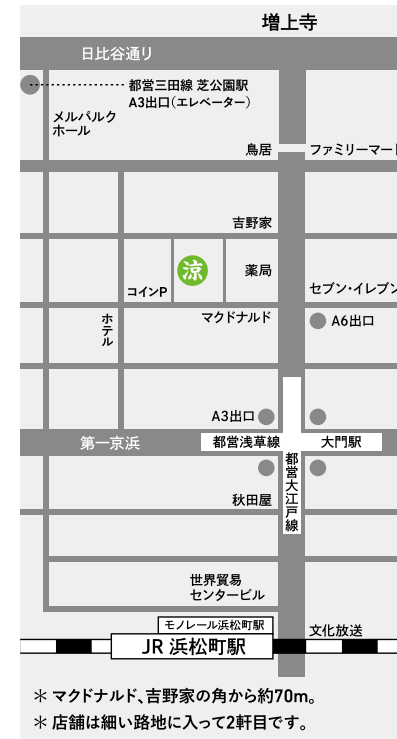 増上寺
日比谷通り
都営三田線 芝公園駅
A3出口（エレベーター）
メルパルク
ホール
鳥居
ファミリーマート
吉野家
涼
薬局
コインP
セブン・イレブン
ホテル
マクドナルド
A6出口
A3出口
第一京浜
都営浅草線
大門駅
都営大江戸線
秋田屋
世界貿易
センタービル
モノレール浜松町駅
文化放送
JR 浜松町駅
＊ マクドナルド、吉野家の角から約70m。
＊ 店舗は細い路地に入って2軒目です。